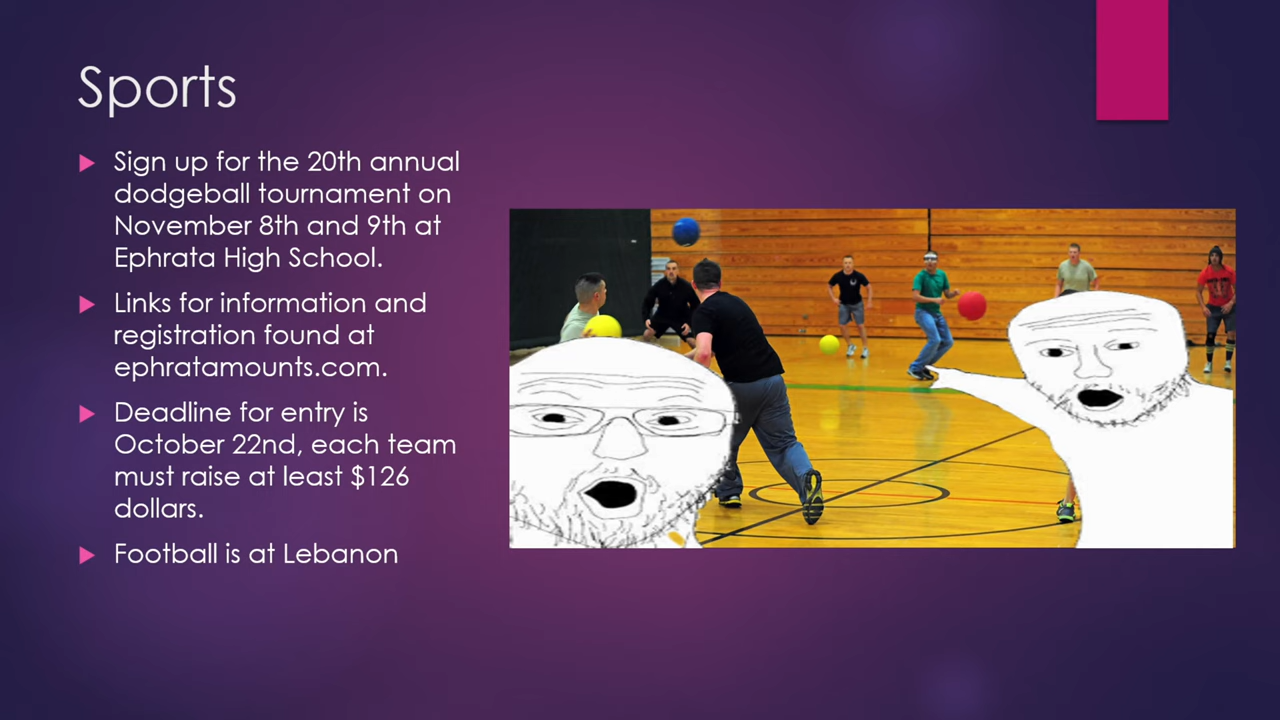 Sports
Sign up for the 20th annual
dodgeball tournament on
November 8th and 9th at
Ephrata High School.
Links for information and
registration found at
ephratamounts.com.
Deadline for entry is
October 22nd, each team
must raise at least $126
dollars.
Football is at Lebanon